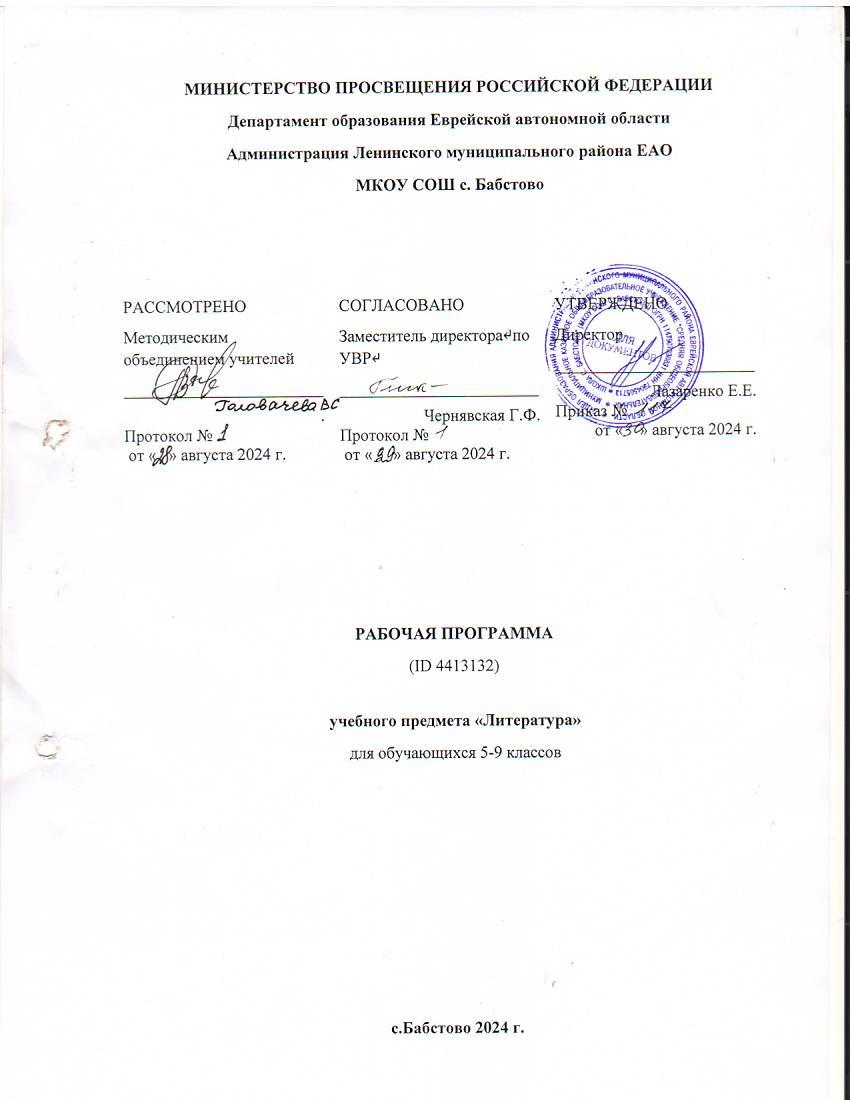 МИНИСТЕРСТВО ПРОСВЕЩЕНИЯ РОССИЙСКОЙ ФЕДЕРАЦИИ
Департамент образования Еврейской автономной области
Администрация Ленинского муниципального района ЕАО
МКОУ СОШ с. Бабстово
РАССМОТРЕНО
Методическим
объединением учителей
Головачева ВС
Протокол № 1
от «28» августа 2024 г.
СОГЛАСОВАНО
Заместитель директора↵по
УВР↵
Чернявская Г.Ф.
Протокол № 1
от «29» августа 2024 г.
УТВЕРЖДЕНО
Директор
Лазаренко Е.Е.
Приказ №
от «30» августа 2024 г.
ДЛЯ
ДОКУМЕНТОВ
РАБОЧАЯ ПРОГРАММА
(ID 4413132)
учебного предмета «Литература»
для обучающихся 5-9 классов
с.Бабстово 2024 г.